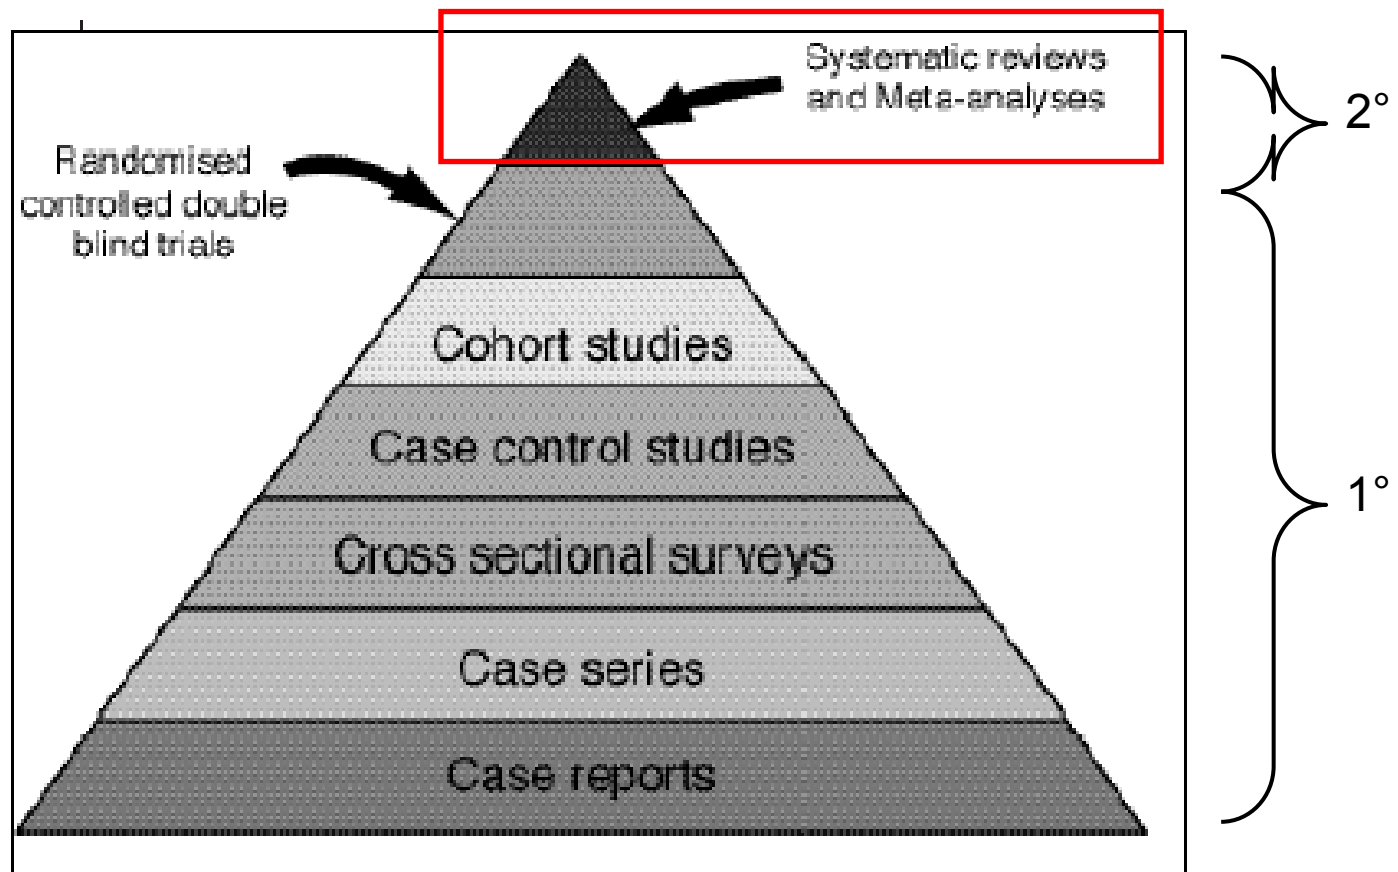 Systematic reviews
and Meta-analyses
2°
Randomised
controlled double
blind trials
Cohort studies
Case control studies
1°
Cross sectional surveys
Case series
Case reports